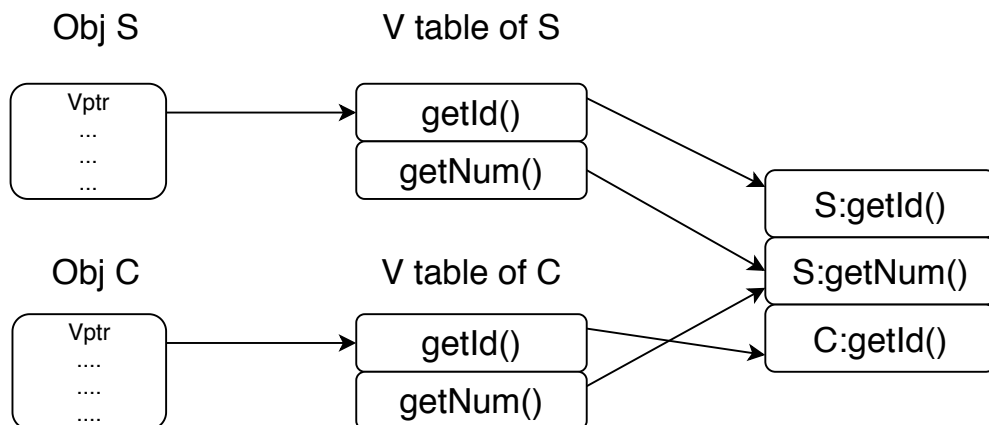 Obj S
V table of S
Vptr
...
...
...
getId()
getNum()
S:getId()
S:getNum()
C:getId()
Obj C
V table of C
Vptr
....
....
....
getId()
getNum()